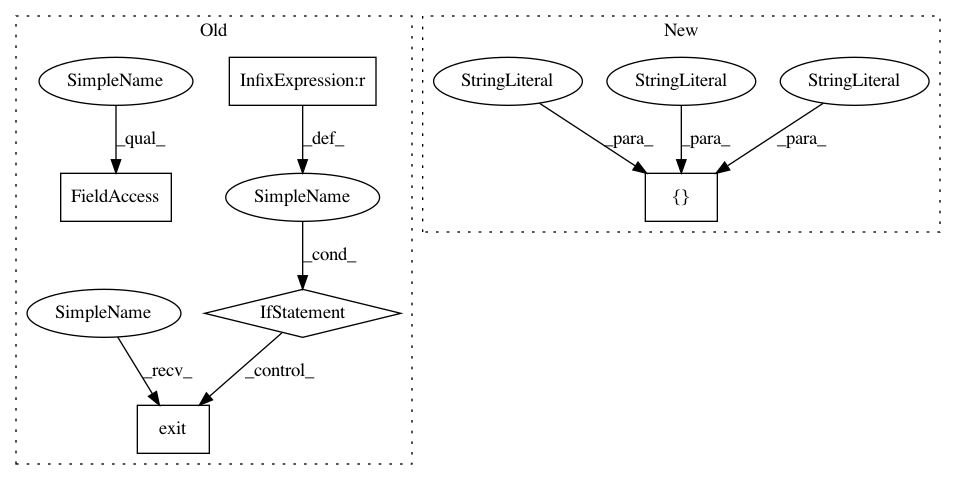 Old
New
SimpleName
InfixExpression:r
StringLiteral
StringLiteral
StringLiteral
_qual_
_def_
_para_
_para_
_para_
FieldAccess
SimpleName
{}
_cond_
SimpleName
IfStatement
_recv_
_control_
exit